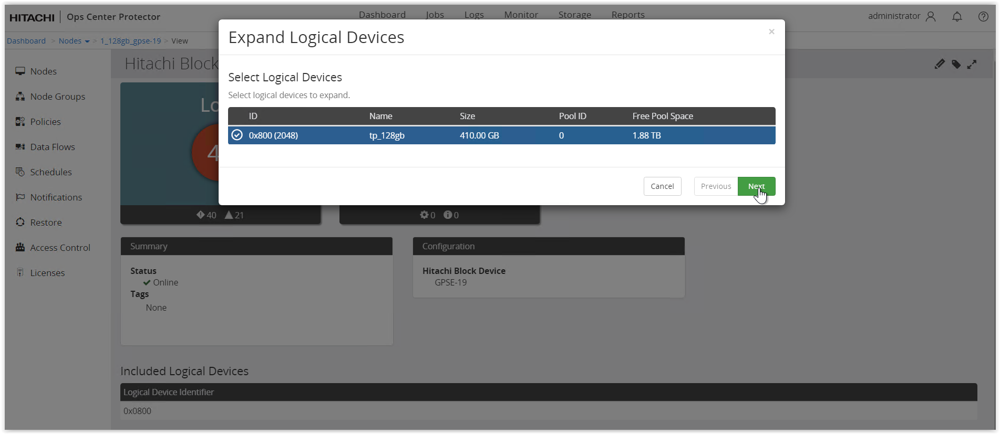 HITACHI Ops Center Protector
Dashboard Jobs Logs Monitor Storage Reports
administrator
Dashboard > Nodes > 1_128gb_gpse-19 > View
Nodes
Node Groups
Policies
Data Flows
Schedules
Notifications
Restore
Access Control
Licenses
Hitachi Block
Expand Logical Devices
×
Select Logical Devices
Select logical devices to expand.
ID Name Size Pool ID Free Pool Space
0x800 (2048) tp_128gb 410.00 GB 0 1.88 TB
Cancel Previous Next
Lo
4
40 21
0 0
Summary
Status
Online
Tags
None
Configuration
Hitachi Block Device
GPSE-19
Included Logical Devices
Logical Device Identifier
0x0800